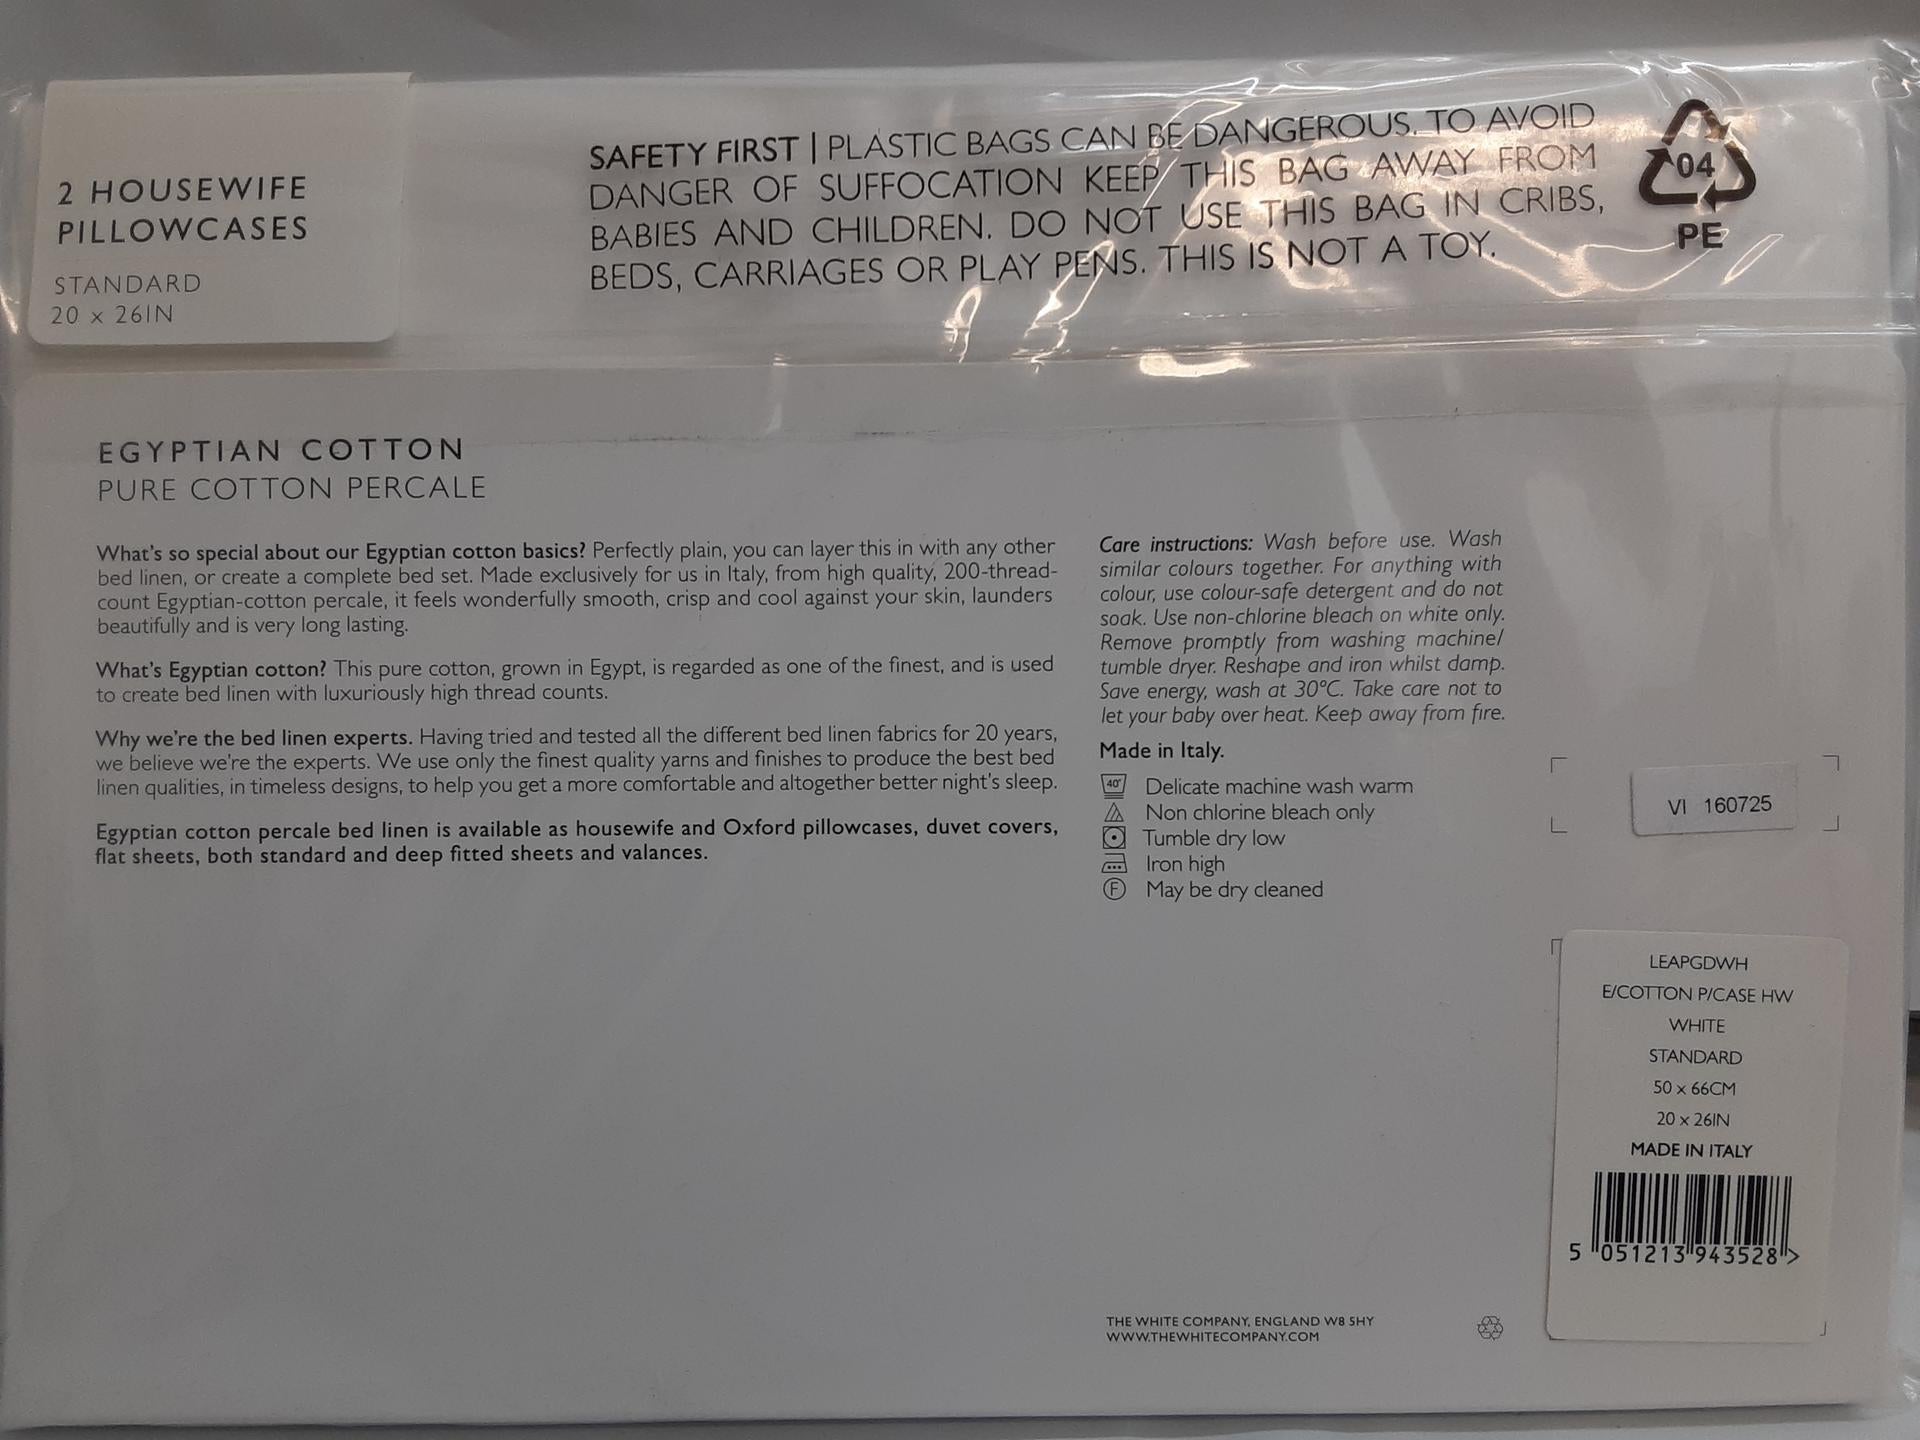 2 HOUSEWIFE
PILLOWCASES
STANDARD
20 x 26IN
SAFETY FIRST | PLASTIC BAGS CAN BE DANGEROUS. TO AVOID
DANGER OF SUFFOCATION KEEP THIS BAG AWAY FROM
BABIES AND CHILDREN. DO NOT USE THIS BAG IN CRIBS,
BEDS, CARRIAGES OR PLAY PENS. THIS IS NOT A TOY.
04
PE
EGYPTIAN COTTON
PURE COTTON PERCALE
What's so special about our Egyptian cotton basics? Perfectly plain, you can layer this in with any other
bed linen, or create a complete bed set. Made exclusively for us in Italy, from high quality, 200-thread-
count Egyptian-cotton percale, it feels wonderfully smooth, crisp and cool against your skin, launders
beautifully and is very long lasting.
What's Egyptian cotton? This pure cotton, grown in Egypt, is regarded as one of the finest, and is used
to create bed linen with luxuriously high thread counts.
Why we're the bed linen experts. Having tried and tested all the different bed linen fabrics for 20 years,
we believe we're the experts. We use only the finest quality yarns and finishes to produce the best bed
linen qualities, in timeless designs, to help you get a more comfortable and altogether better night's sleep.
Egyptian cotton percale bed linen is available as housewife and Oxford pillowcases, duvet covers,
flat sheets, both standard and deep fitted sheets and valances.
Care instructions: Wash before use. Wash
similar colours together. For anything with
colour, use colour-safe detergent and do not
soak. Use non-chlorine bleach on white only.
Remove promptly from washing machine/
tumble dryer. Reshape and iron whilst damp.
Save energy, wash at 30°C. Take care not to
let your baby over heat. Keep away from fire.
Made in Italy.
40° Delicate machine wash warm
Non chlorine bleach only
Tumble dry low
Iron high
F May be dry cleaned
VI 160725
LEAPGDWH
E/COTTON P/CASE HW
WHITE
STANDARD
50 x 66CM
20 x 26IN
MADE IN ITALY
5 051213 943528 >
THE WHITE COMPANY, ENGLAND W8 5HY
WWW.THEWHITECOMPANY.COM